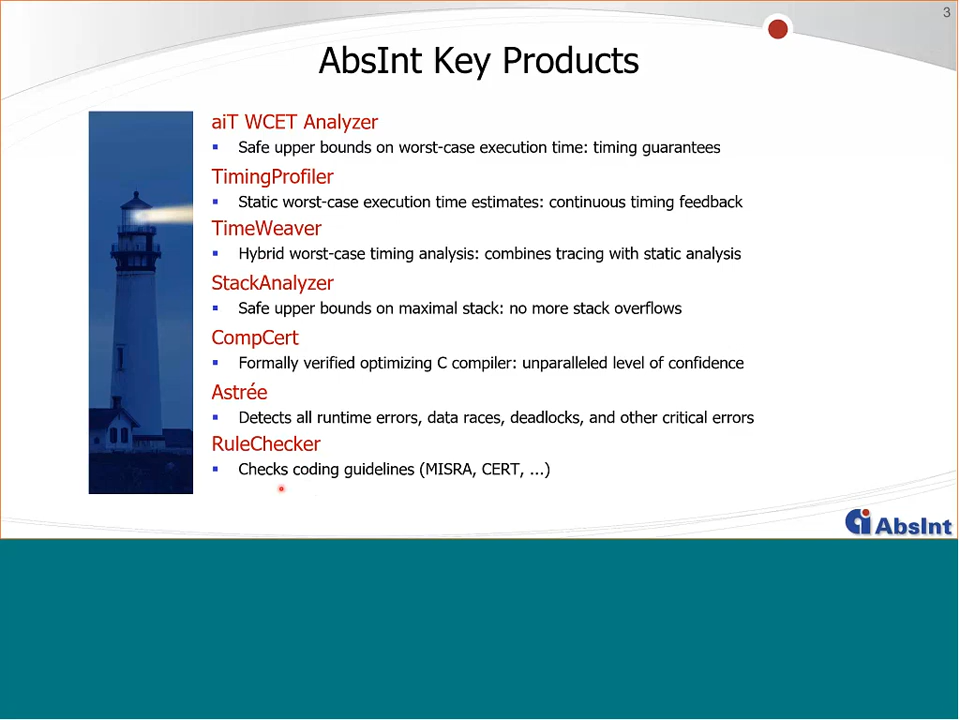 3
AbsInt Key Products
aiT WCET Analyzer
▪ Safe upper bounds on worst-case execution time: timing guarantees
TimingProfiler
▪ Static worst-case execution time estimates: continuous timing feedback
TimeWeaver
▪ Hybrid worst-case timing analysis: combines tracing with static analysis
StackAnalyzer
▪ Safe upper bounds on maximal stack: no more stack overflows
CompCert
▪ Formally verified optimizing C compiler: unparalleled level of confidence
Astrée
▪ Detects all runtime errors, data races, deadlocks, and other critical errors
RuleChecker
▪ Checks coding guidelines (MISRA, CERT, ...)
AbsInt